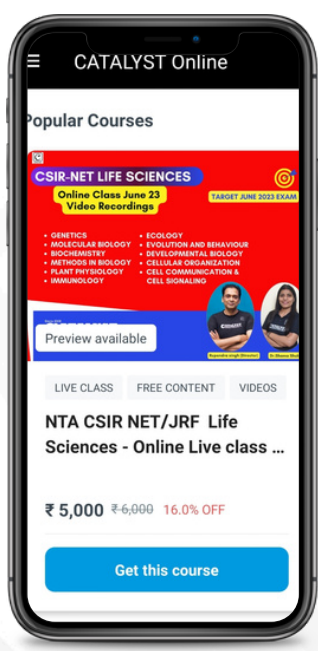 CATALYST Online
Popular Courses
CSIR-NET LIFE SCIENCES
Online Class June 23
Video Recordings
TARGET JUNE 2023 EXAM
• GENETICS
• MOLECULAR BIOLOGY
• BIOCHEMISTRY
• METHODS IN BIOLOGY
• PLANT PHYSIOLOGY
• IMMUNOLOGY
• ECOLOGY
• EVOLUTION AND BEHAVIOUR
• DEVELOPMENTAL BIOLOGY
• CELLULAR ORGANIZATION
• CELL COMMUNICATION &
CELL SIGNALING
Preview available
(Director)
LIVE CLASS
FREE CONTENT
VIDEOS
NTA CSIR NET/JRF Life
Sciences - Online Live class ...
₹ 5,000 ₹ 6,000 16.0% OFF
Get this course